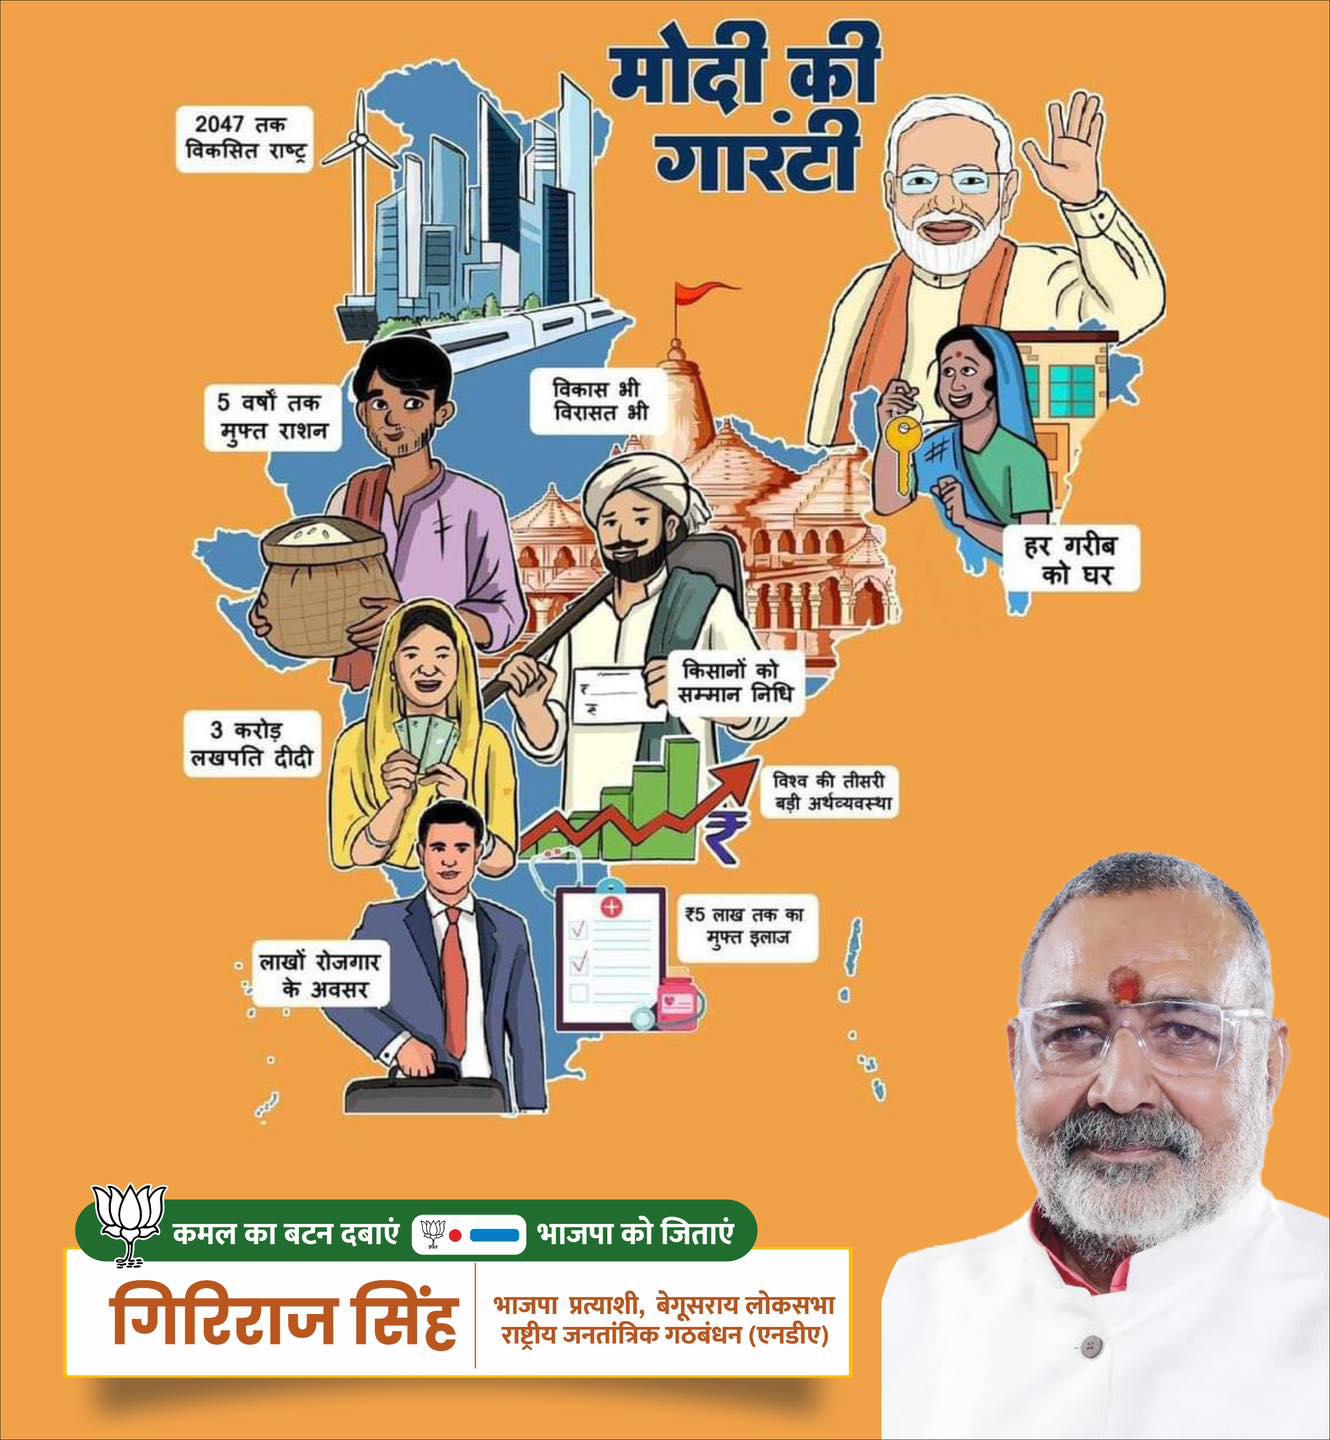 मोदी की
गारंटी
2047 तक
विकसित राष्ट्र
5 वर्षों तक
मुफ्त राशन
विकास भी
विरासत भी
हर गरीब
को घर
किसानों को
सम्मान निधि
₹
₹
3 करोड़
लखपति दीदी
विश्व की तीसरी
बड़ी अर्थव्यवस्था
₹
₹5 लाख तक का
मुफ्त इलाज
लाखों रोजगार
के अवसर
कमल का बटन दबाएं भाजपा को जिताएं
गिरिराज सिंह
भाजपा प्रत्याशी, बेगूसराय लोकसभा
राष्ट्रीय जनतांत्रिक गठबंधन (एनडीए)